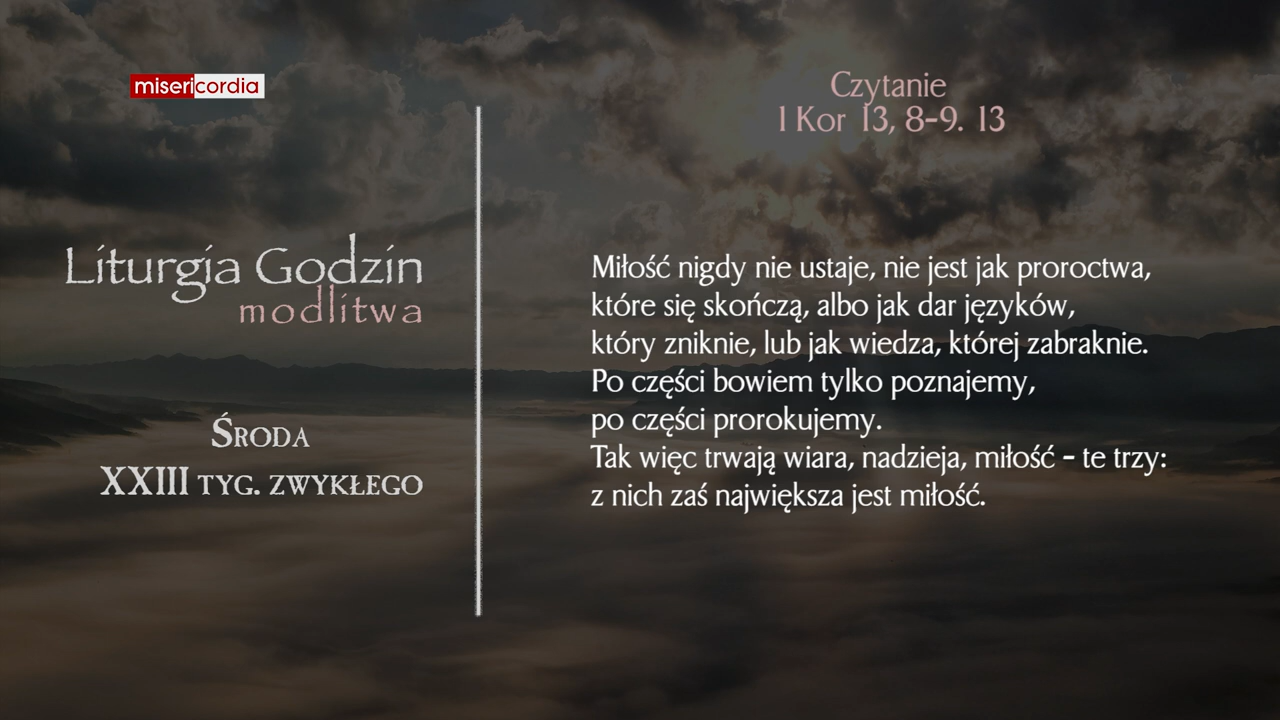 misericordia
Liturgia Godzin
modlitwa
Środa
XXIII tyg. zwykłego
Czytanie
1 Kor 13, 8-9. 13
Miłość nigdy nie ustaje, nie jest jak proroctwa,
które się skończą, albo jak dar języków,
który zniknie, lub jak wiedza, której zabraknie.
Po części bowiem tylko poznajemy,
po części prorokujemy.
Tak więc trwają wiara, nadzieja, miłość - te trzy:
z nich zaś największa jest miłość.